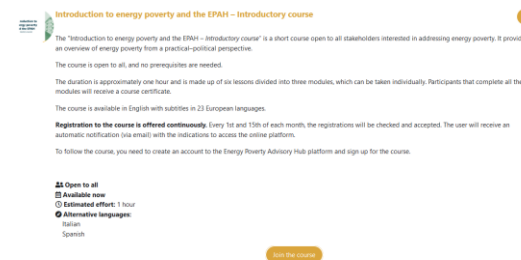 Introduction to energy poverty and the EPAH – Introductory course
The "Introduction to energy poverty and the EPAH – Introductory course" is a short course open to all stakeholders interested in addressing energy poverty. It provid
an overview of energy poverty from a practical–political perspective.
The course is open to all, and no prerequisites are needed.
The duration is approximately one hour and is made up of six lessons divided into three modules, which can be taken individually. Participants that complete all the
modules will receive a course certificate.
The course is available in English with subtitles in 23 European languages.
Registration to the course is offered continuously. Every 1st and 15th of each month, the registrations will be checked and accepted. The user will receive an
automatic notification (via email) with the indications to access the online platform.
To follow the course, you need to create an account to the Energy Poverty Advisory Hub platform and sign up for the course.
Open to all
Available now
Estimated effort: 1 hour
Alternative languages:
Italian
Spanish
Join the course